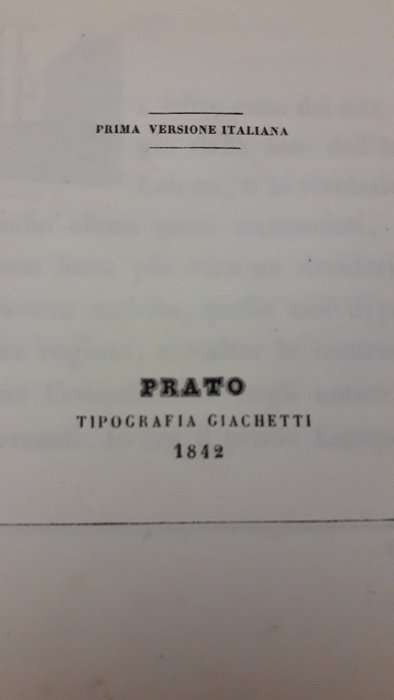 PRIMA VERSIONE ITALIANA
PRATO
TIPOGRAFIA GIACHETTI
1842